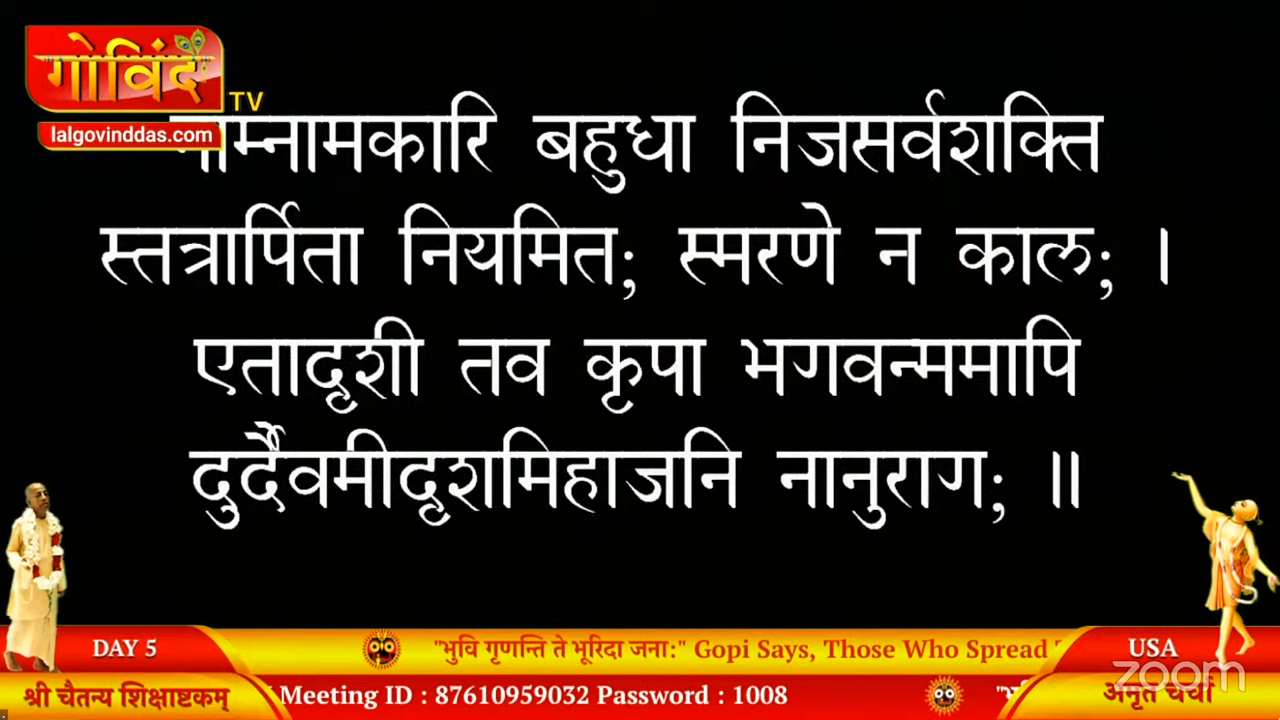 गोविंद
TV
lalgovinddas.com
बहुधा निजसर्वशक्ति
स्तत्रार्पिता नियमित; स्मरणे न काल; ।
एतादृशी तव कृपा भगवन्ममापि
दुर्दैवमीदृशमिहाजनि नानुराग; ॥
DAY 5
"भुवि गृणन्ति ते भूरिदा जना:" Gopi Says, Those Who Spread
USA
zoom
श्री चैतन्य शिक्षाष्टकम्
Meeting ID : 87610959032 Password : 1008
अमृत चर्चा